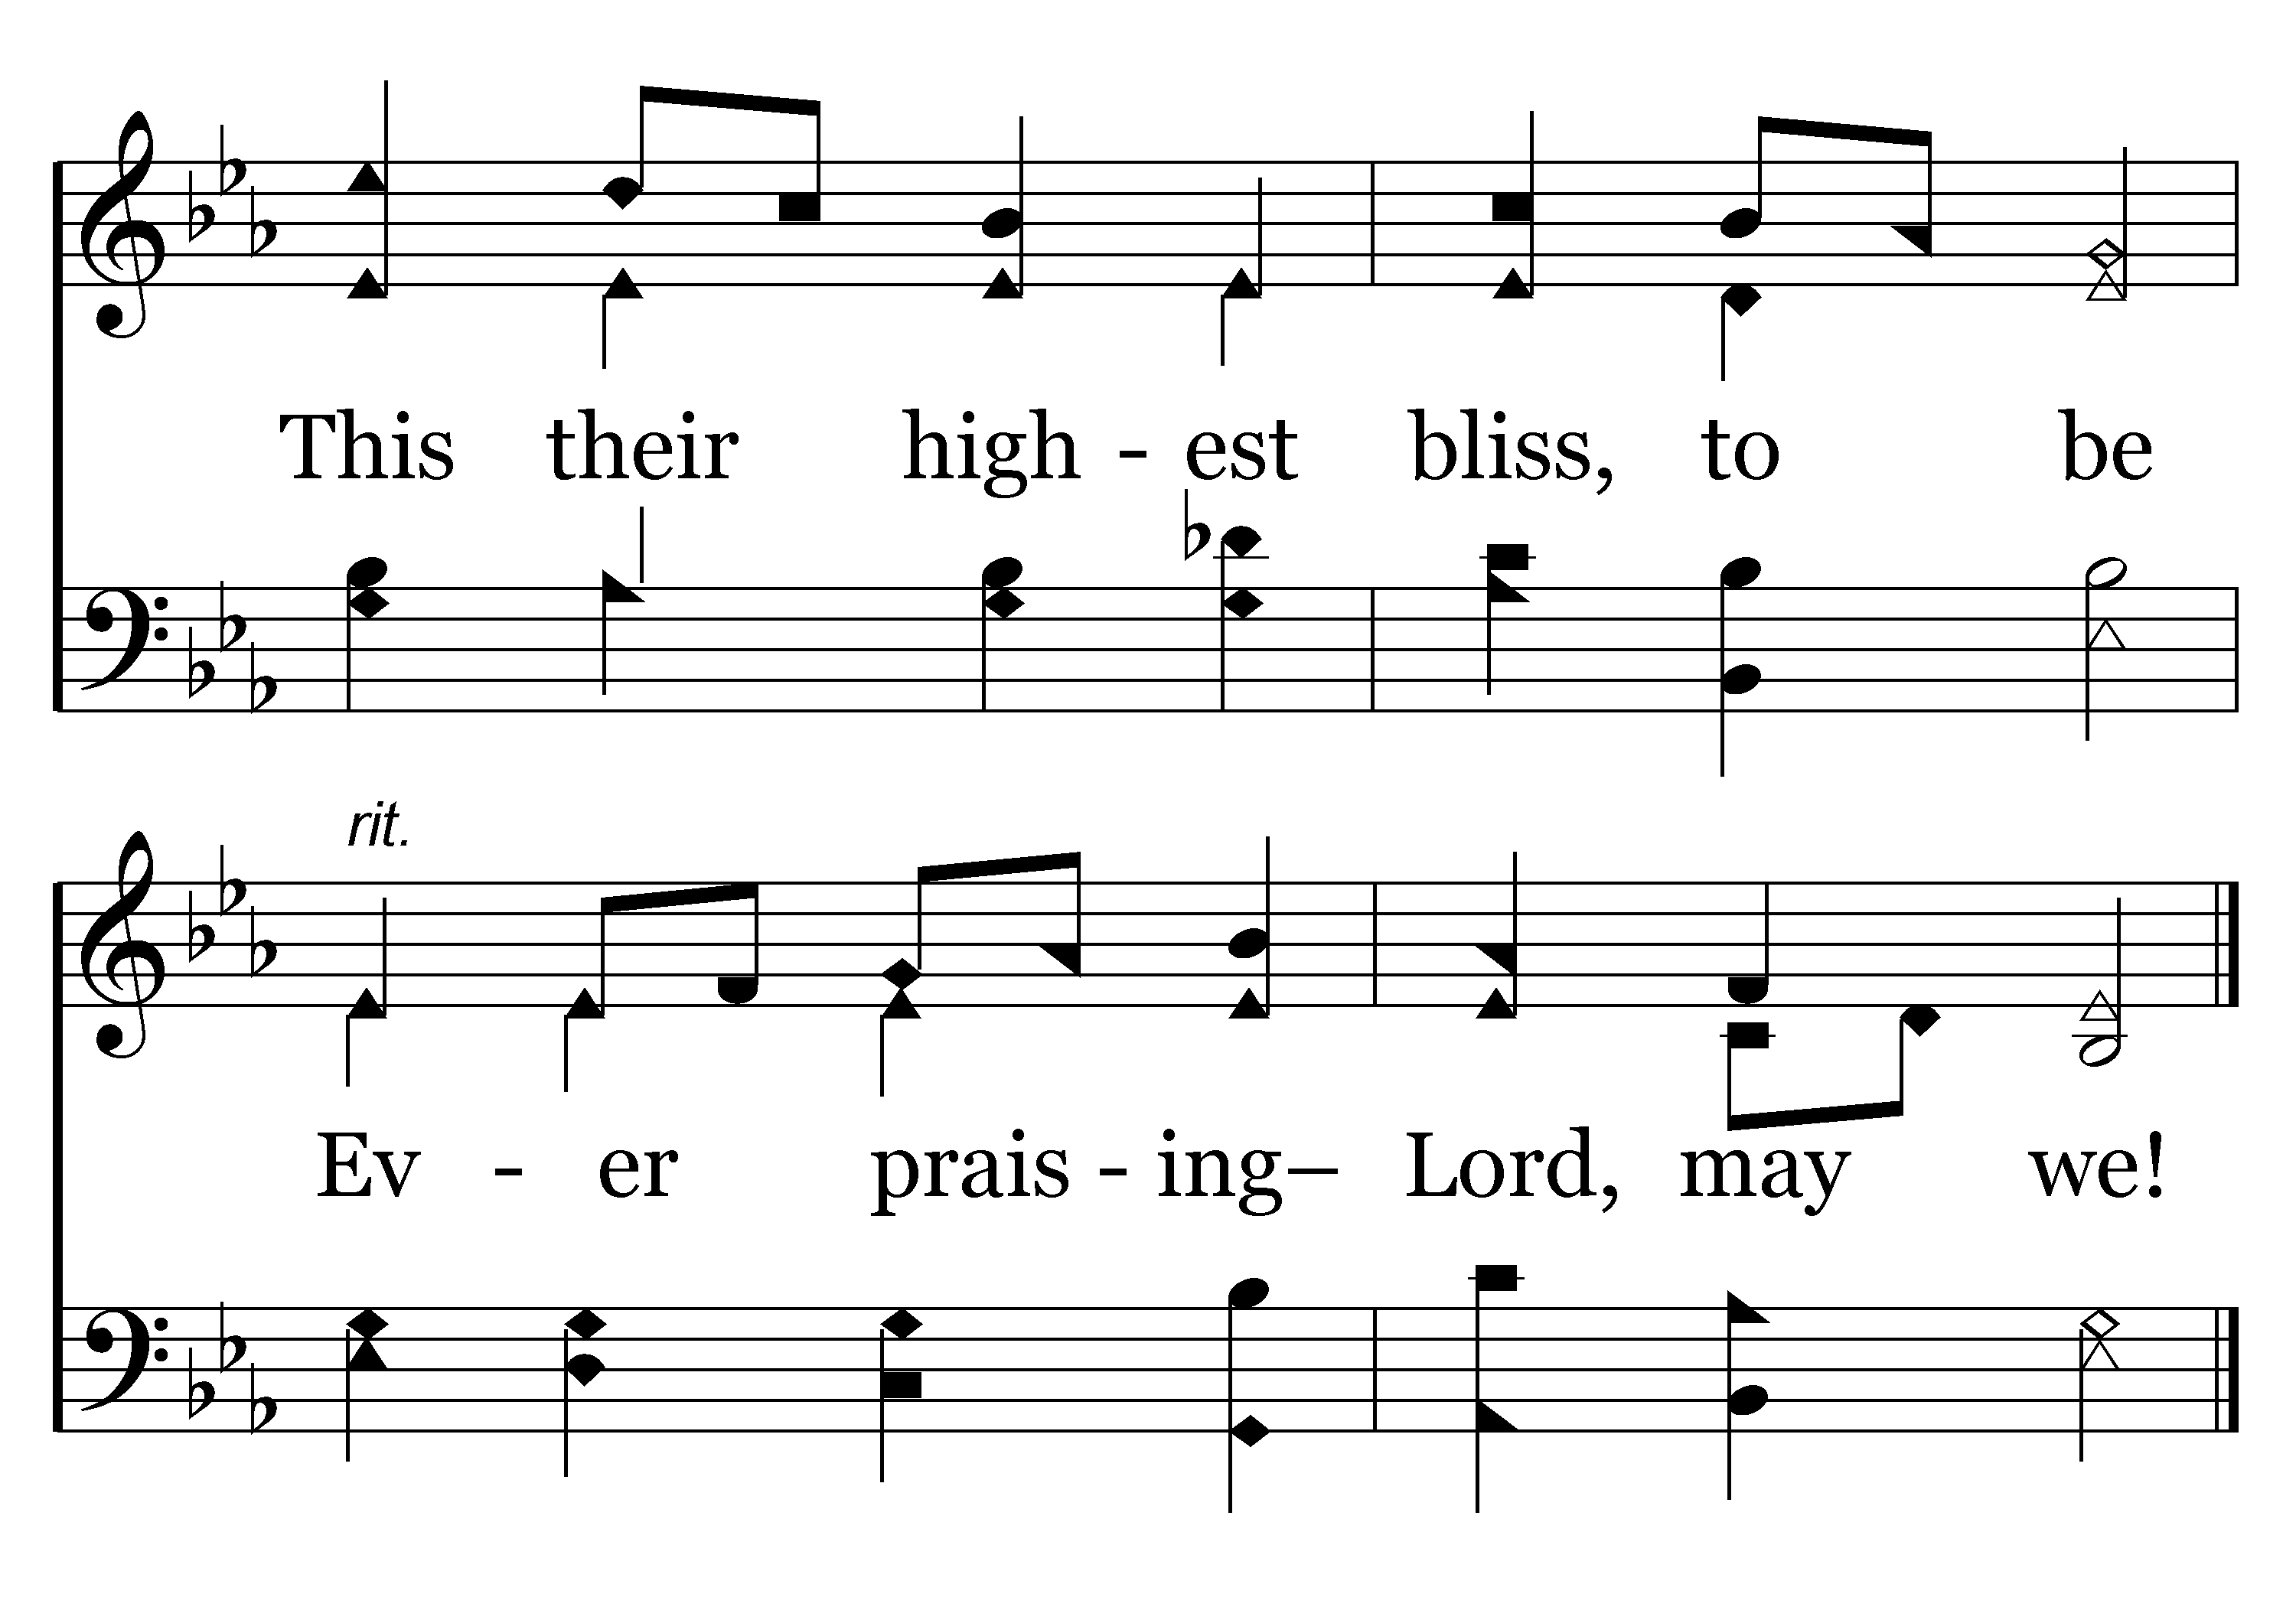 This their high - est bliss, to be
rit.
Ev - er prais - ing– Lord, may we!